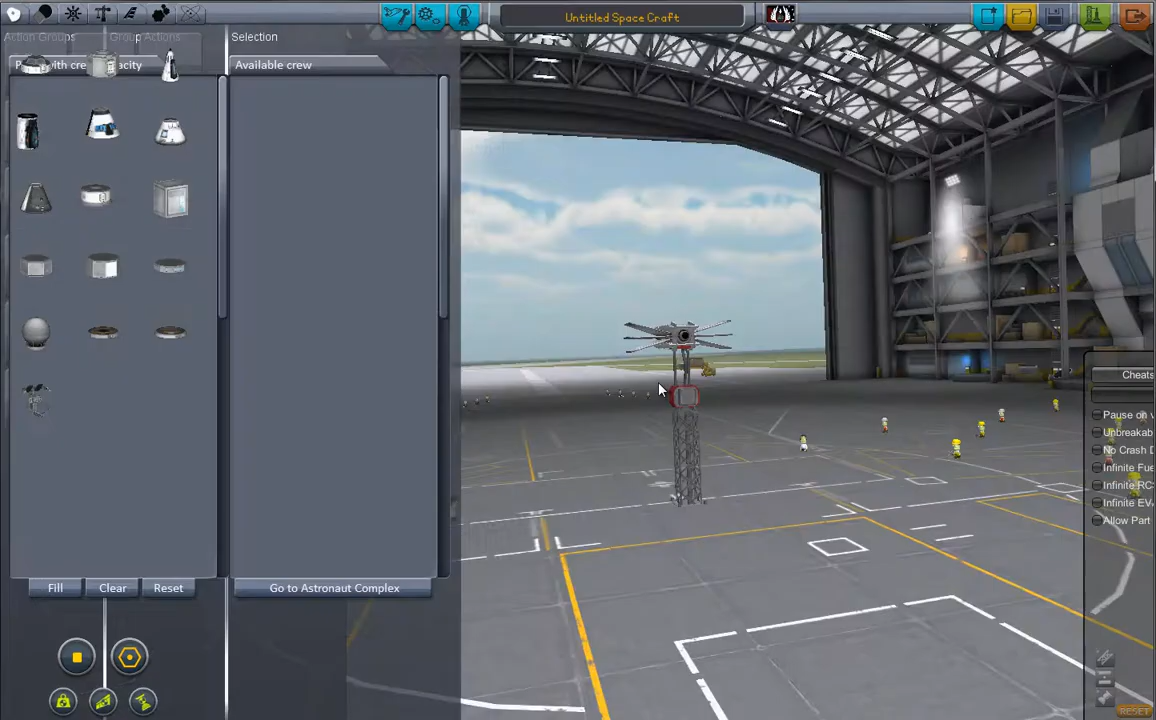 Untitled Space Craft
Action Groups
Group Actions
Selection
Available crew
Cheats
Pause on
Unbreakab
No Crash D
Infinite Fue
Infinite RC
Infinite EV
Allow Part
Fill
Clear
Reset
Go to Astronaut Complex
RESET